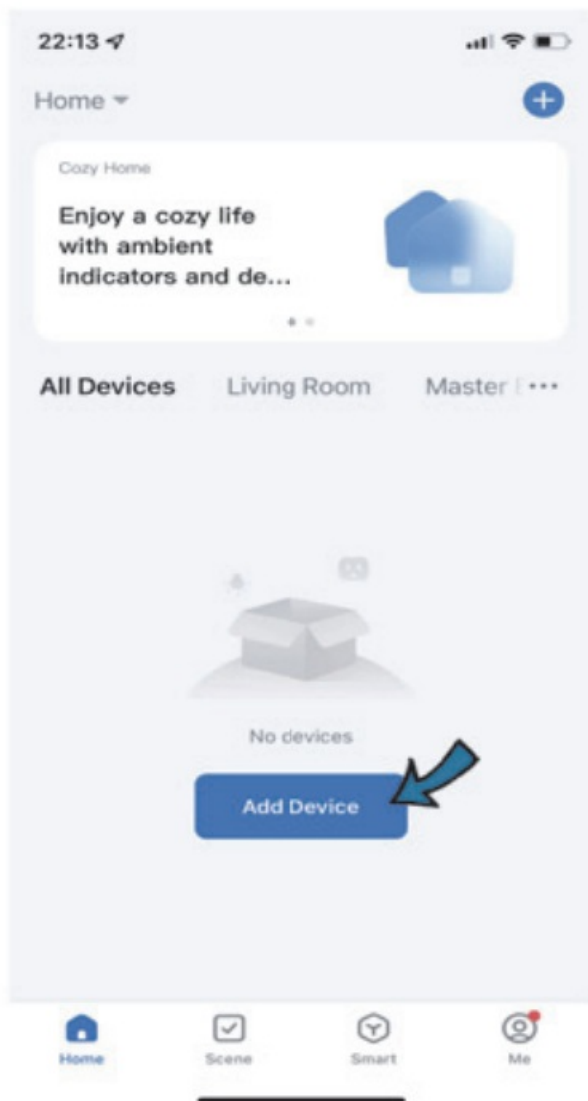 22:13
Home
Cozy Home
Enjoy a cozy life
with ambient
indicators and de...
All Devices Living Room Master
No devices
Add Device
Home Scene Smart Me